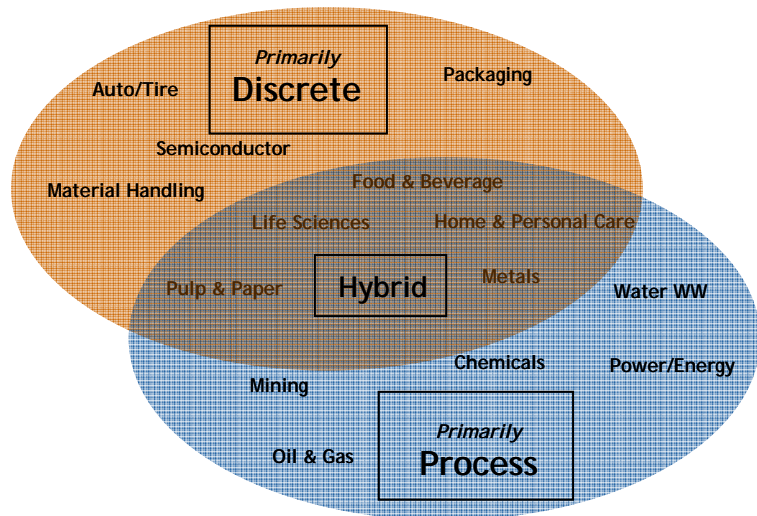 Primarily
Discrete
Packaging
Auto/Tire
Semiconductor
Material Handling
Food & Beverage
Life Sciences
Home & Personal Care
Pulp & Paper
Hybrid
Metals
Water WW
Chemicals
Power/Energy
Mining
Primarily
Process
Oil & Gas